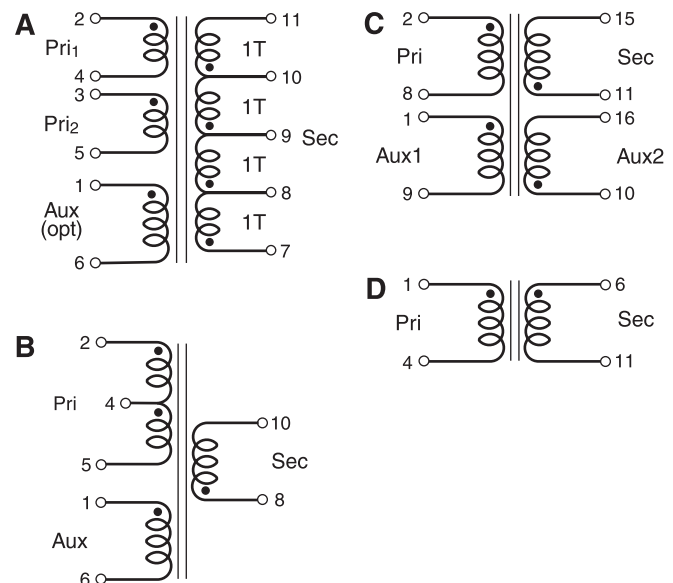 A
2
Pri1
4
3
Pri2
5
1
Aux
(opt)
6
11
1T
10
1T
9 Sec
1T
8
1T
7
B
2
Pri 4
5
1
Aux
6
10
Sec
8
C
2
Pri
8
1
Aux1
9
15
Sec
11
16
Aux2
10
D
1
Pri
4
6
Sec
11